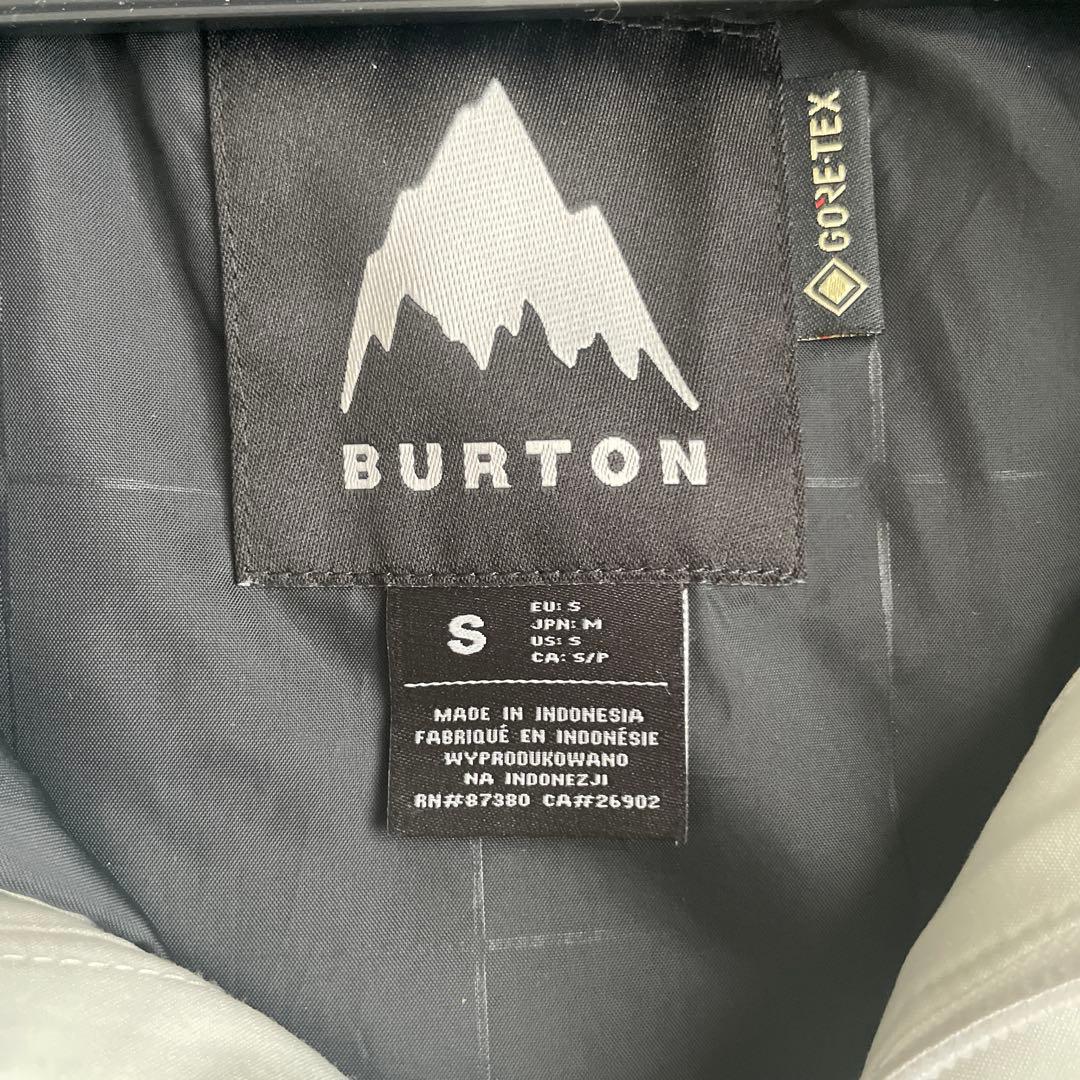 GORE-TEX
BURTON
S
EU: S
JPN: M
US: S
CA: S/P
MADE IN INDONESIA
FABRIQUÉ EN INDONÉSIE
WYPRODUKOWANO
NA INDONEZJI
RN#87380 CA#26902